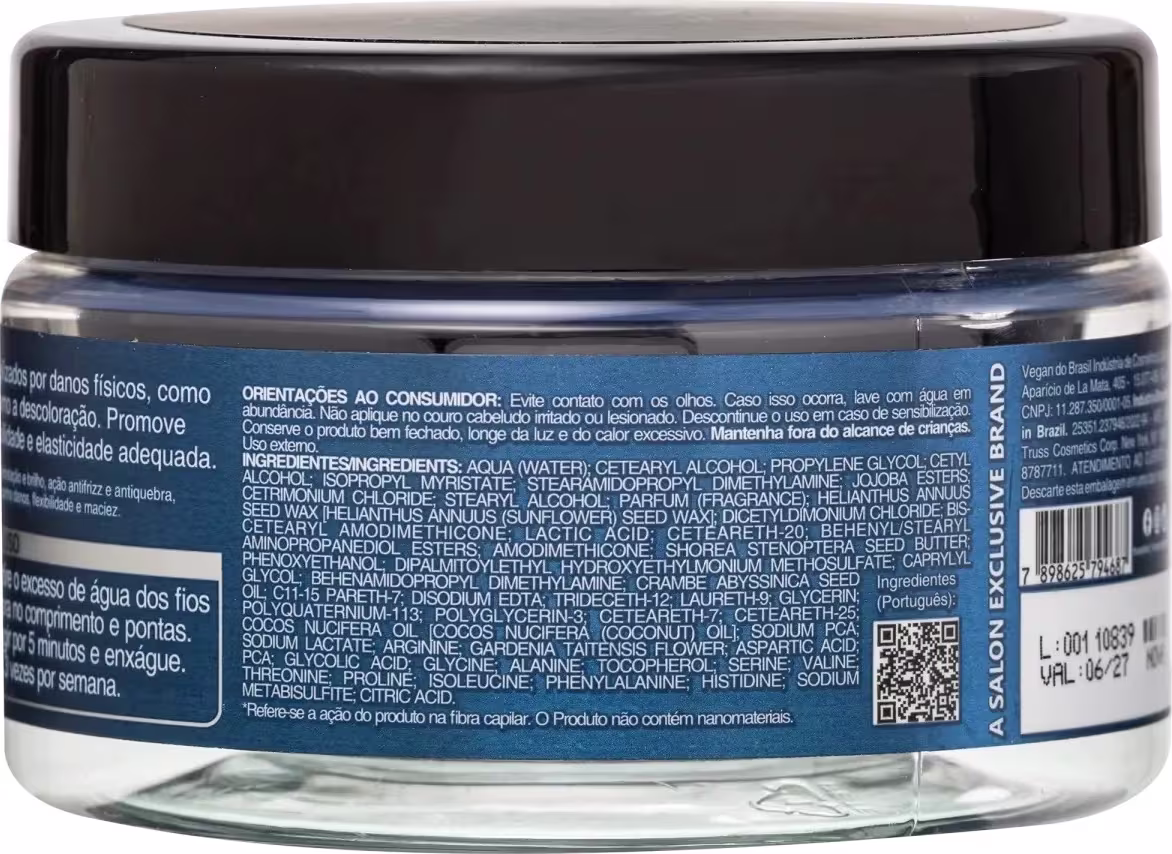 por danos físicos, como
a descoloração. Promove
e elasticidade adequada.
e brilho, ação antifrizz e antiquebra,
flexibilidade e maciez.
o excesso de água dos fios
no comprimento e pontas.
por 5 minutos e enxágue.
vezes por semana.
ORIENTAÇÕES AO CONSUMIDOR: Evite contato com os olhos. Caso isso ocorra, lave com água em
abundância. Não aplique no couro cabeludo irritado ou lesionado. Descontinue o uso em caso de sensibilização.
Conserve o produto bem fechado, longe da luz e do calor excessivo. Mantenha fora do alcance de crianças.
Uso externo.
INGREDIENTES/INGREDIENTS: AQUA (WATER); CETEARYL ALCOHOL; PROPYLENE GLYCOL; CETYL
ALCOHOL; ISOPROPYL MYRISTATE; STEARAMIDOPROPYL DIMETHYLAMINE; JOJOBA ESTERS;
CETRIMONIUM CHLORIDE; STEARYL ALCOHOL; PARFUM (FRAGRANCE); HELIANTHUS ANNUUS
SEED WAX [HELIANTHUS ANNUUS (SUNFLOWER) SEED WAX]; DICETYLDIMONIUM CHLORIDE; BIS-
CETEARYL AMODIMETHICONE; LACTIC ACID; CETEARETH-20; BEHENYL/STEARYL
AMINOPROPANEDIOL ESTERS; AMODIMETHICONE; SHOREA STENOPTERA SEED BUTTER;
PHENOXYETHANOL; DIPALMITOYLETHYL HYDROXYETHYLMONIUM METHOSULFATE; CAPRYLYL
GLYCOL; BEHENAMIDOPROPYL DIMETHYLAMINE; CRAMBE ABYSSINICA SEED
OIL; C11-15 PARETH-7; DISODIUM EDTA; TRIDECETH-12; LAURETH-9; GLYCERIN;
POLYQUATERNIUM-113; POLYGLYCERIN-3; CETEARETH-7; CETEARETH-25;
COCOS NUCIFERA OIL [COCOS NUCIFERA (COCONUT) OIL]; SODIUM PCA;
SODIUM LACTATE; ARGININE; GARDENIA TAITENSIS FLOWER; ASPARTIC ACID;
PCA; GLYCOLIC ACID; GLYCINE; ALANINE TOCOPHEROL; SERINE; VALINE;
THREONINE; PROLINE; ISOLEUCINE; PHENYLALANINE; HISTIDINE; SODIUM
METABISULFITE; CITRIC ACID.
*Refere-se a ação do produto na fibra capilar. O Produto não contém nanomateriais.
Ingredientes
(Português):
A SALON EXCLUSIVE BRAND
Vegan do Brasil Indústria de
Aparício de La Mata, 405 -
CNPJ: 11.287.350/0001-05.
in Brazil.
Truss Cosmetics Corp. New
8787711. ATENDIMENTO AO
Descarte esta embalagem em
7 898625 794687
L:001 10839
VAL:06/27